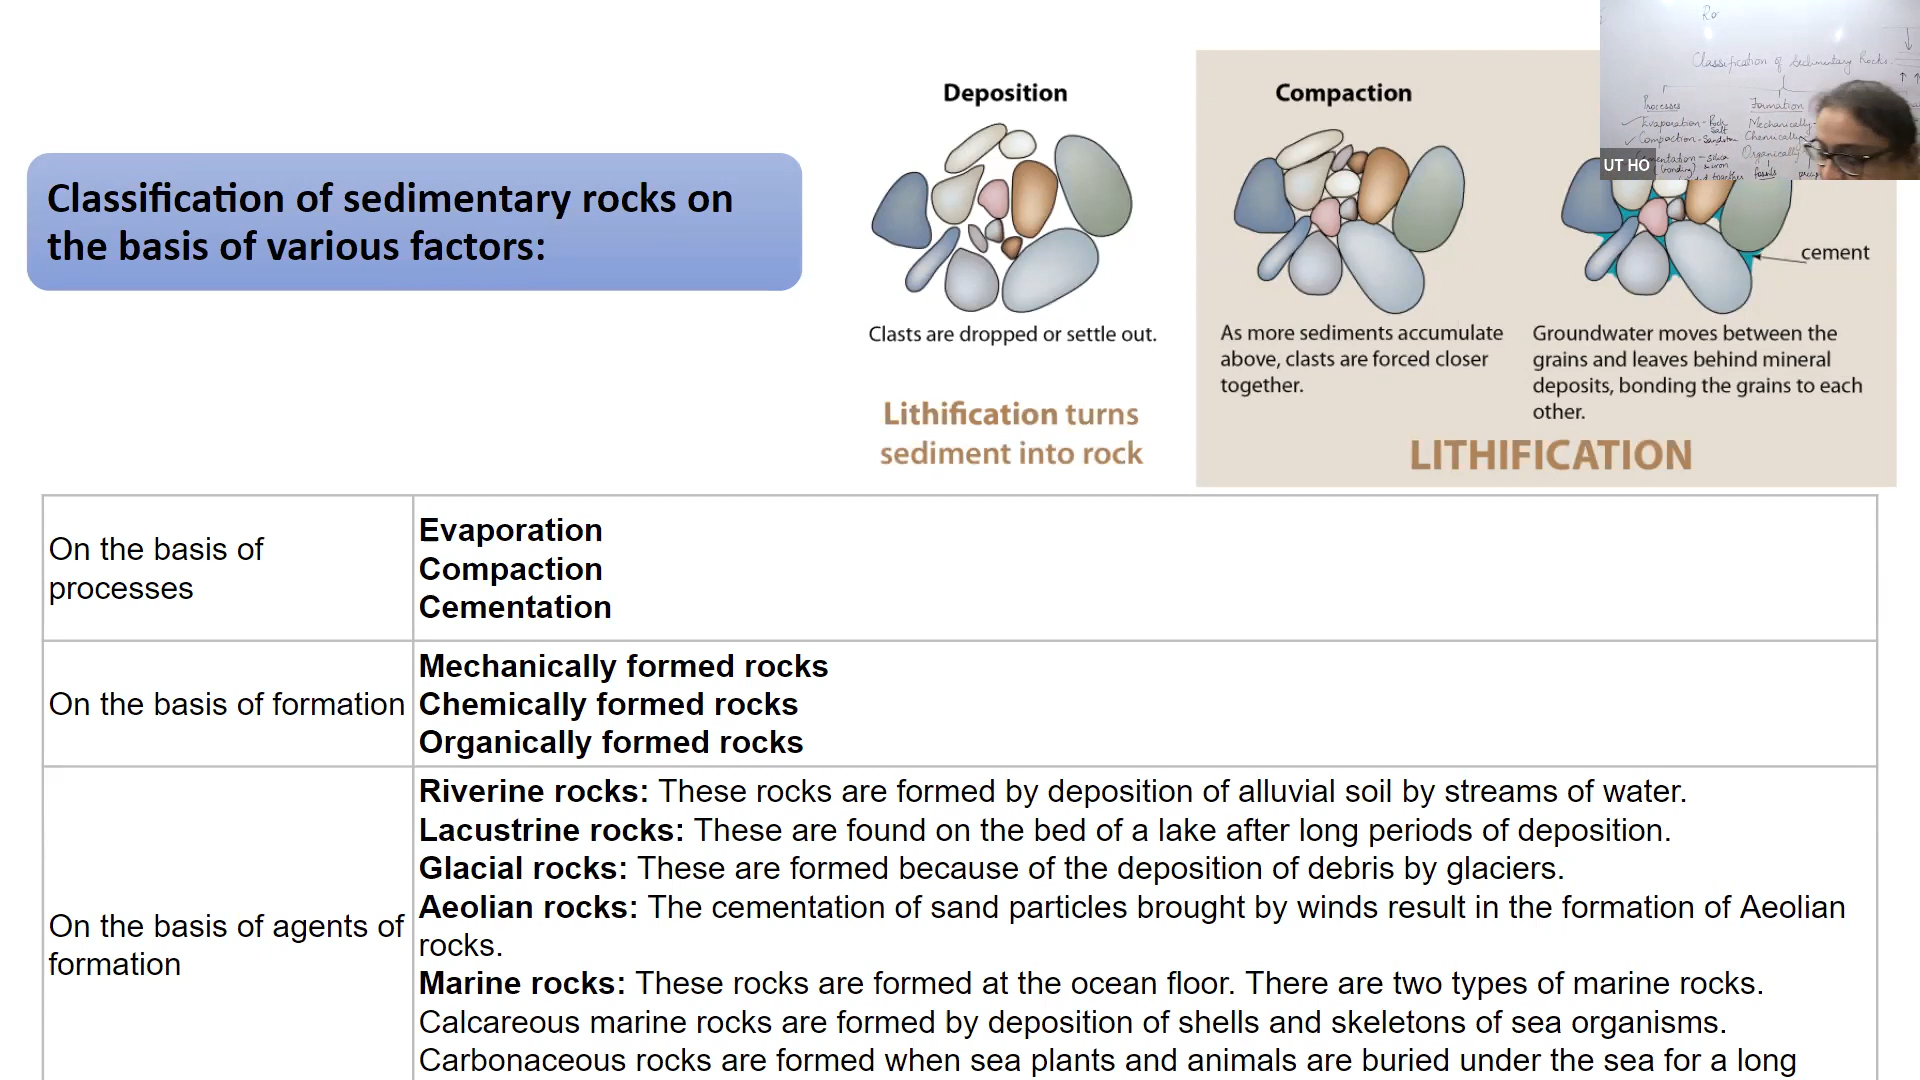 Classification of sedimentary rocks on
the basis of various factors:
Deposition
Clasts are dropped or settle out.
Lithification turns
sediment into rock
Compaction
As more sediments accumulate
above, clasts are forced closer
together.
cement
Groundwater moves between the
grains and leaves behind mineral
deposits, bonding the grains to each
other.
LITHIFICATION
Classification of Sedimentary Rocks.
Processes
Evaporation - Rock
Salt
Compaction -
Formation
Mechanically
Chemically
Organically
fossils
UT HO
On the basis of
processes
Evaporation
Compaction
Cementation
On the basis of formation
Mechanically formed rocks
Chemically formed rocks
Organically formed rocks
On the basis of agents of
formation
Riverine rocks: These rocks are formed by deposition of alluvial soil by streams of water.
Lacustrine rocks: These are found on the bed of a lake after long periods of deposition.
Glacial rocks: These are formed because of the deposition of debris by glaciers.
Aeolian rocks: The cementation of sand particles brought by winds result in the formation of Aeolian
rocks.
Marine rocks: These rocks are formed at the ocean floor. There are two types of marine rocks.
Calcareous marine rocks are formed by deposition of shells and skeletons of sea organisms.
Carbonaceous rocks are formed when sea plants and animals are buried under the sea for a long